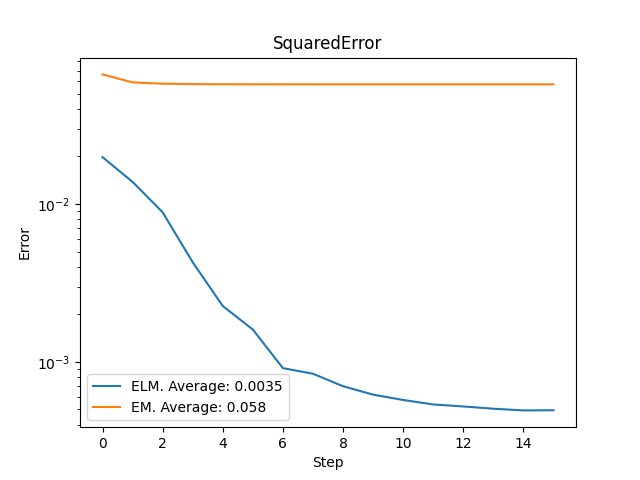 SquaredError
Error
10⁻²
10⁻³
ELM. Average: 0.0035
EM. Average: 0.058
0 2 4 6 8 10 12 14
Step